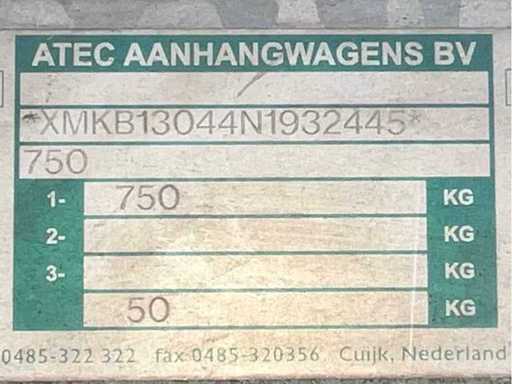 ATEC AANHANGWAGENS BV
*XMKB13044N1932445*
750
1- 750 KG
2- KG
3- KG
50 KG
0485-322 322 fax 0485-320356 Cuijk, Nederland